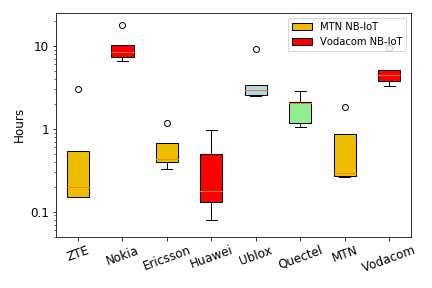 MTN NB-IoT
Vodacom NB-IoT
Hours
10
1
0.1
ZTE
Nokia
Ericsson
Huawei
Ublox
Quectel
MTN
Vodacom